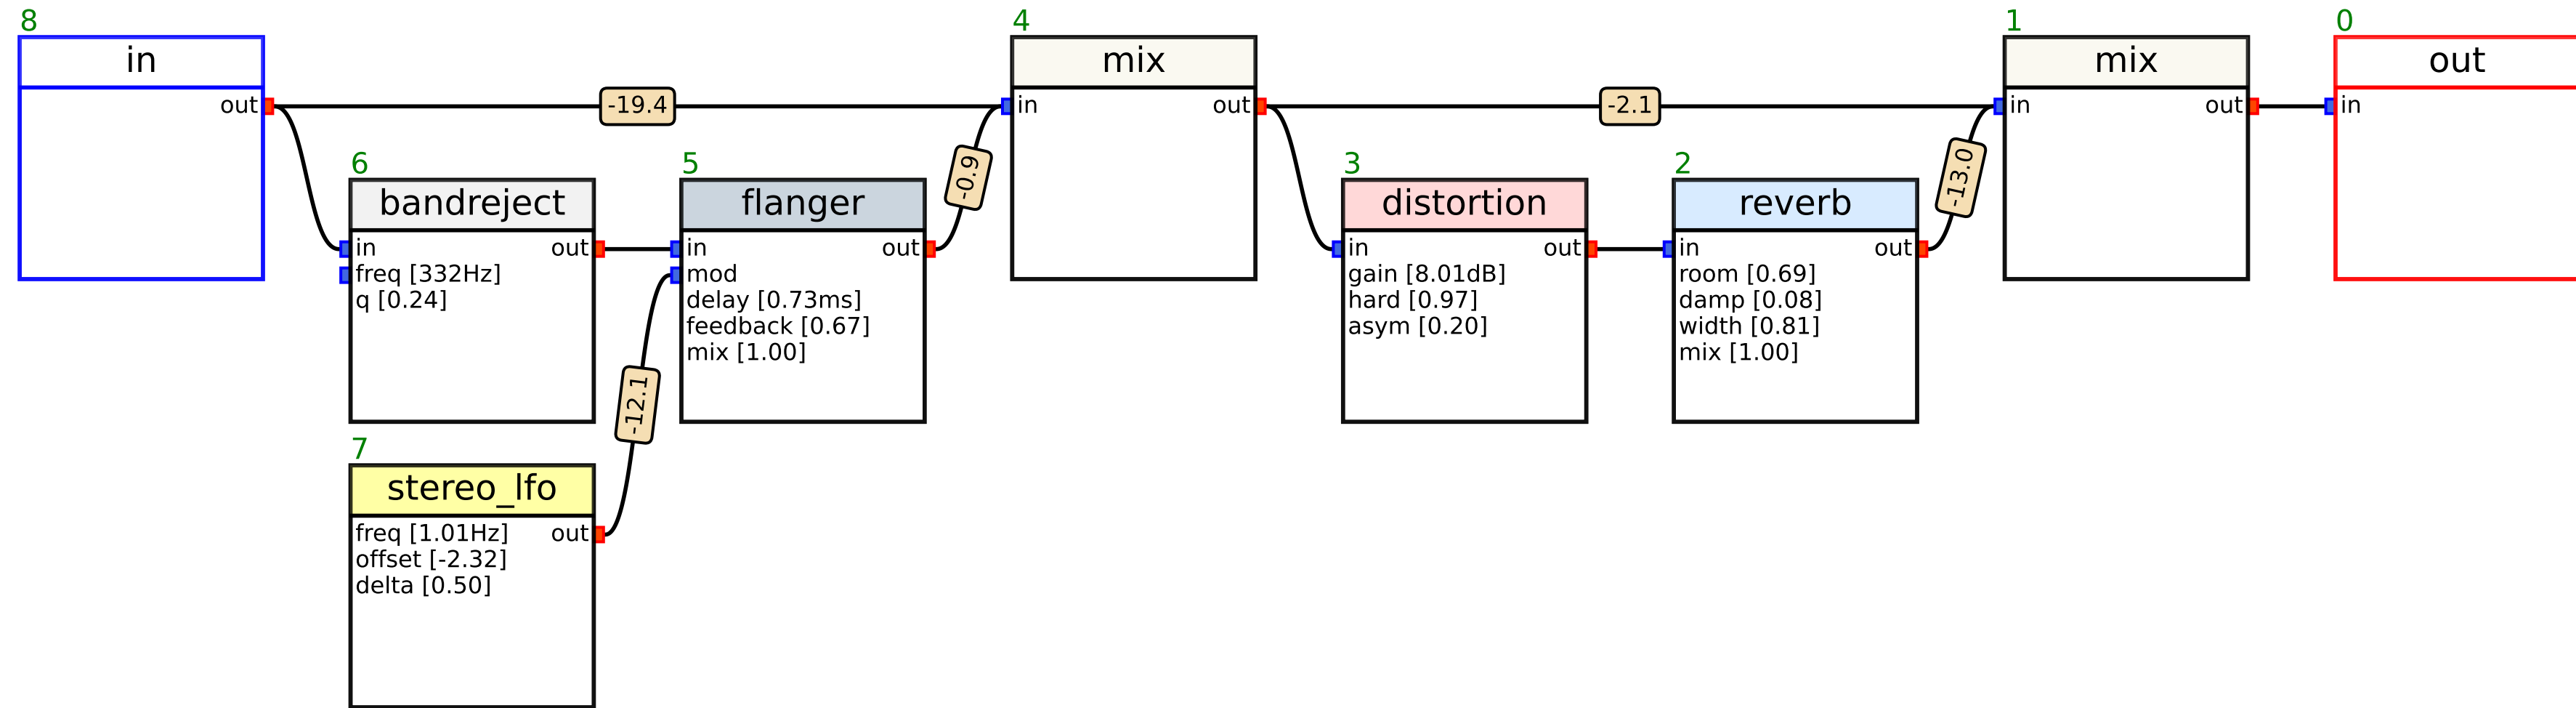 8
in
out
-19.4
6
bandreject
in out
freq [332Hz]
q [0.24]
7
stereo_lfo
freq [1.01Hz] out
offset [-2.32]
delta [0.50]
-12.1
5
flanger
in out
mod
delay [0.73ms]
feedback [0.67]
mix [1.00]
-0.9
4
mix
in out
-2.1
3
distortion
in out
gain [8.01dB]
hard [0.97]
asym [0.20]
2
reverb
in out
room [0.69]
damp [0.08]
width [0.81]
mix [1.00]
-13.0
1
mix
in out
0
out
in